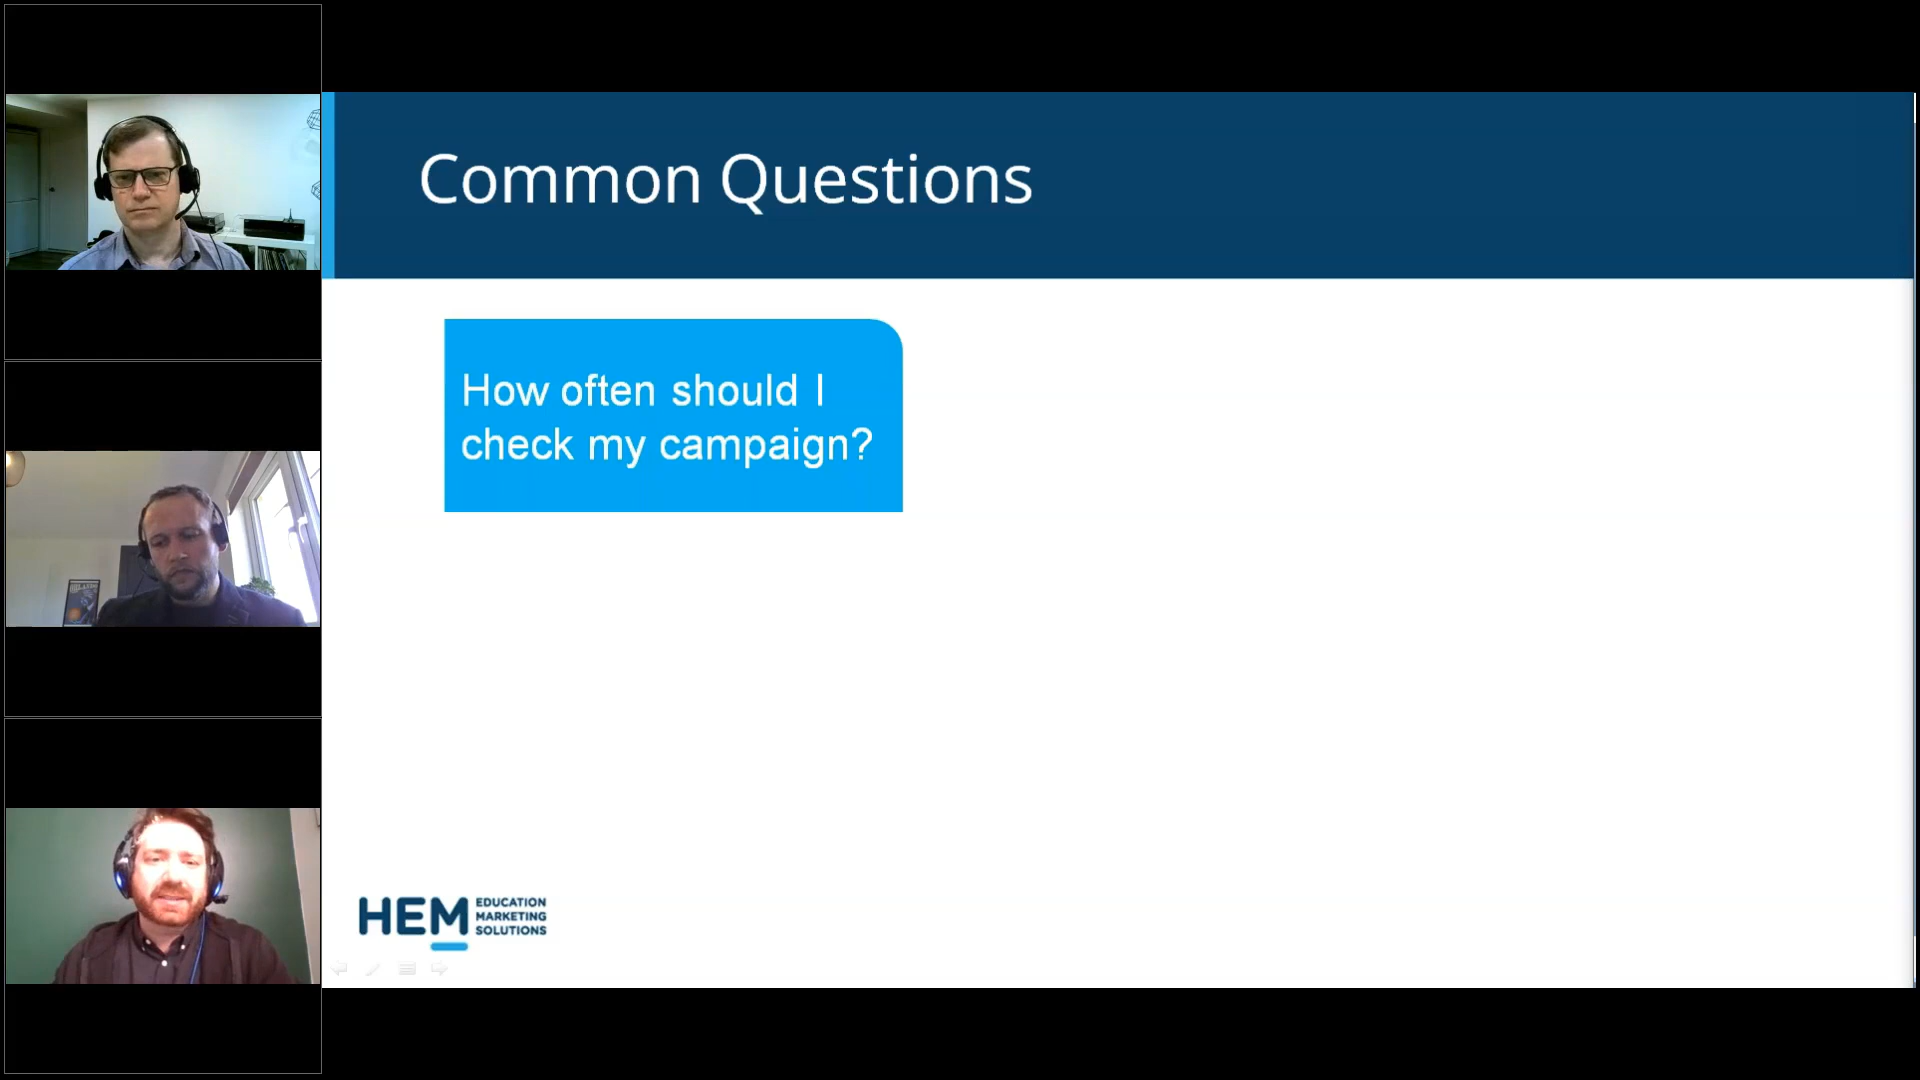 Common Questions
How often should I
check my campaign?
HEM EDUCATION
MARKETING
SOLUTIONS